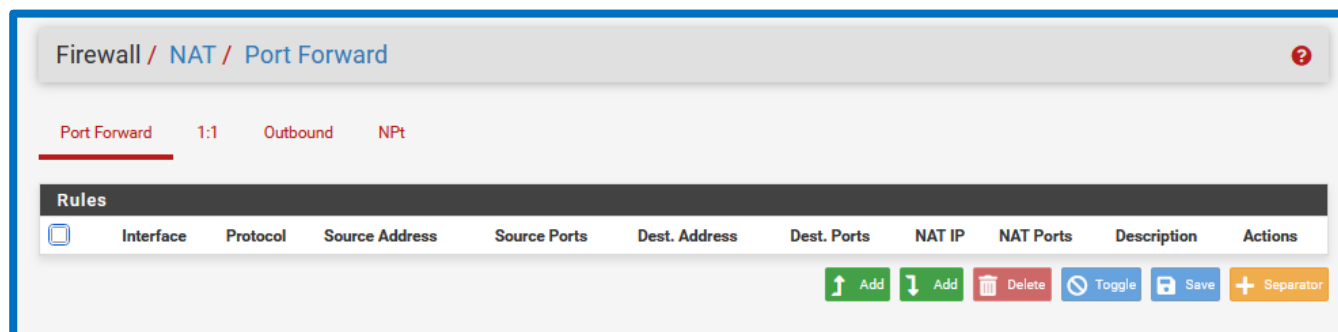 Firewall / NAT / Port Forward
Port Forward 1:1 Outbound NPt
Rules
Interface Protocol Source Address Source Ports Dest. Address Dest. Ports NAT IP NAT Ports Description Actions
Add Add Delete Toggle Save Separator